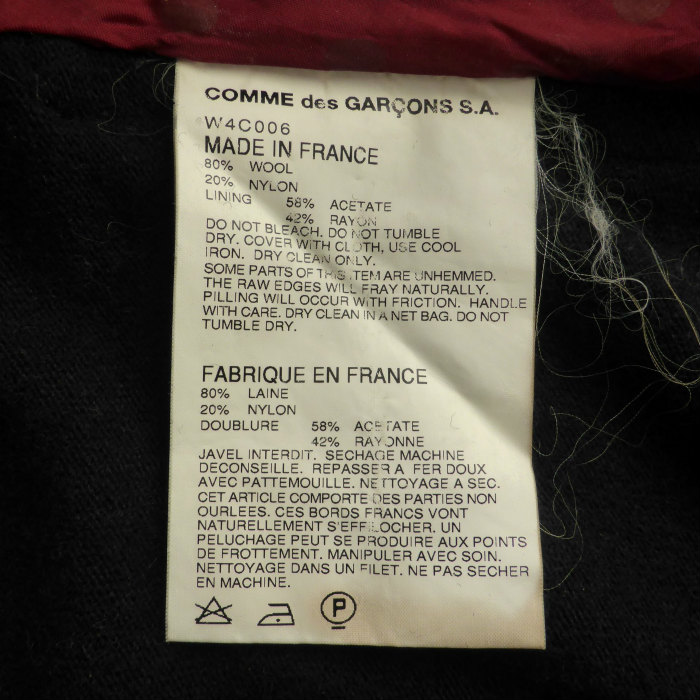 COMME des GARÇONS S.A.
W4C006
MADE IN FRANCE
80% WOOL
20% NYLON
LINING 58% ACETATE
42% RAYON
DO NOT BLEACH. DO NOT TUMBLE
DRY. COVER WITH CLOTH, USE COOL
IRON. DRY CLEAN ONLY.
SOME PARTS OF THIS ITEM ARE UNHEMMED.
THE RAW EDGES WILL FRAY NATURALLY.
PILLING WILL OCCUR WITH FRICTION. HANDLE
WITH CARE. DRY CLEAN IN A NET BAG. DO NOT
TUMBLE DRY.
FABRIQUE EN FRANCE
80% LAINE
20% NYLON
DOUBLURE 58% ACETATE
42% RAYONNE
JAVEL INTERDIT. SECHAGE MACHINE
DECONSEILLE. REPASSER A FER DOUX
AVEC PATTEMOUILLE. NETTOYAGE A SEC.
CET ARTICLE COMPORTE DES PARTIES NON
OURLEES. CES BORDS FRANCS VONT
NATURELLEMENT S'EFFILOCHER. UN
PELUCHAGE PEUT SE PRODUIRE AUX POINTS
DE FROTTEMENT. MANIPULER AVEC SOIN.
NETTOYAGE DANS UN FILET. NE PAS SECHER
EN MACHINE.
P